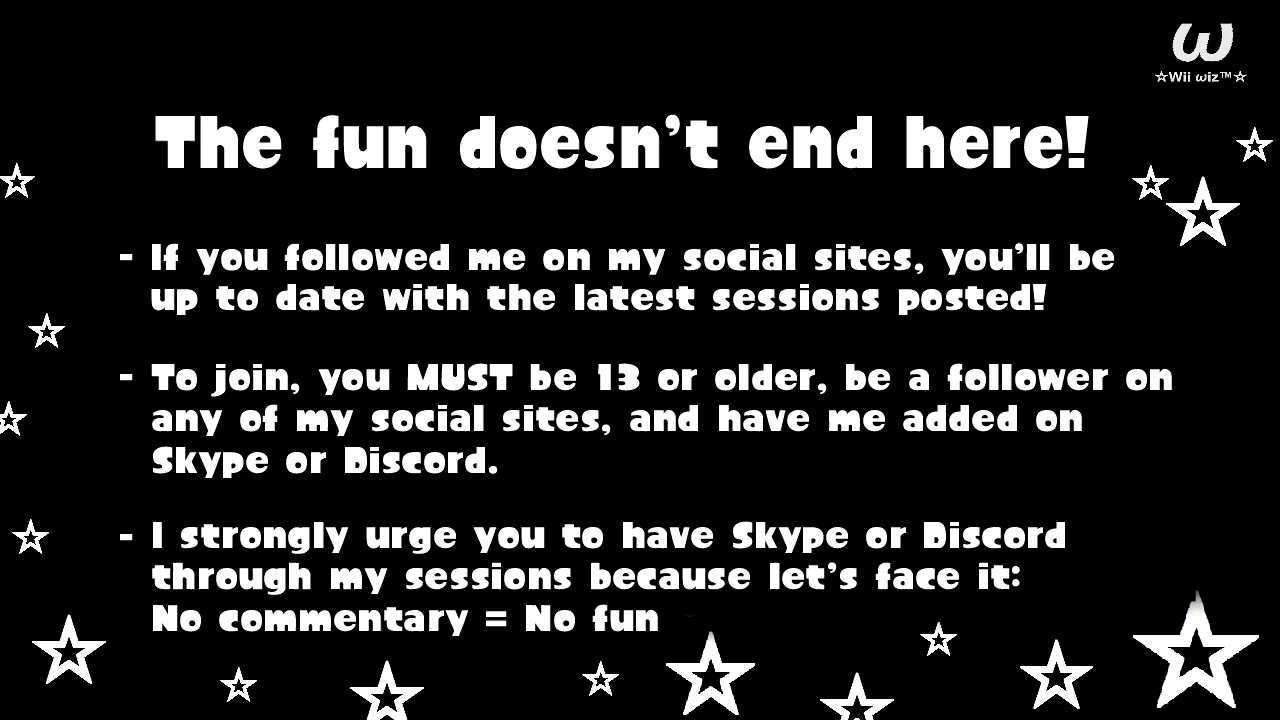 ω
☆Wii ωiz™☆
The fun doesn't end here!
- If you followed me on my social sites, you'll be
up to date with the latest sessions posted!
- To join, you MUST be 13 or older, be a follower on
any of my social sites, and have me added on
Skype or Discord.
- I strongly urge you to have Skype or Discord
through my sessions because let's face it:
No commentary = No fun